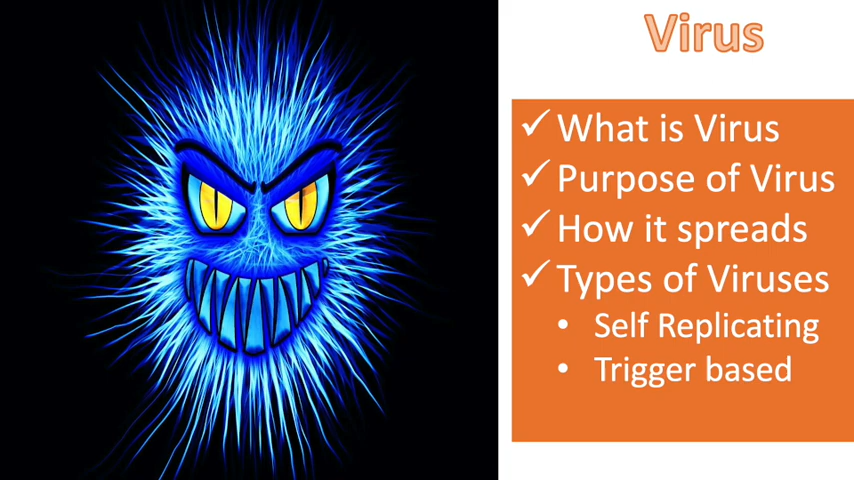 Virus
✓ What is Virus
✓ Purpose of Virus
✓ How it spreads
✓ Types of Viruses
• Self Replicating
• Trigger based